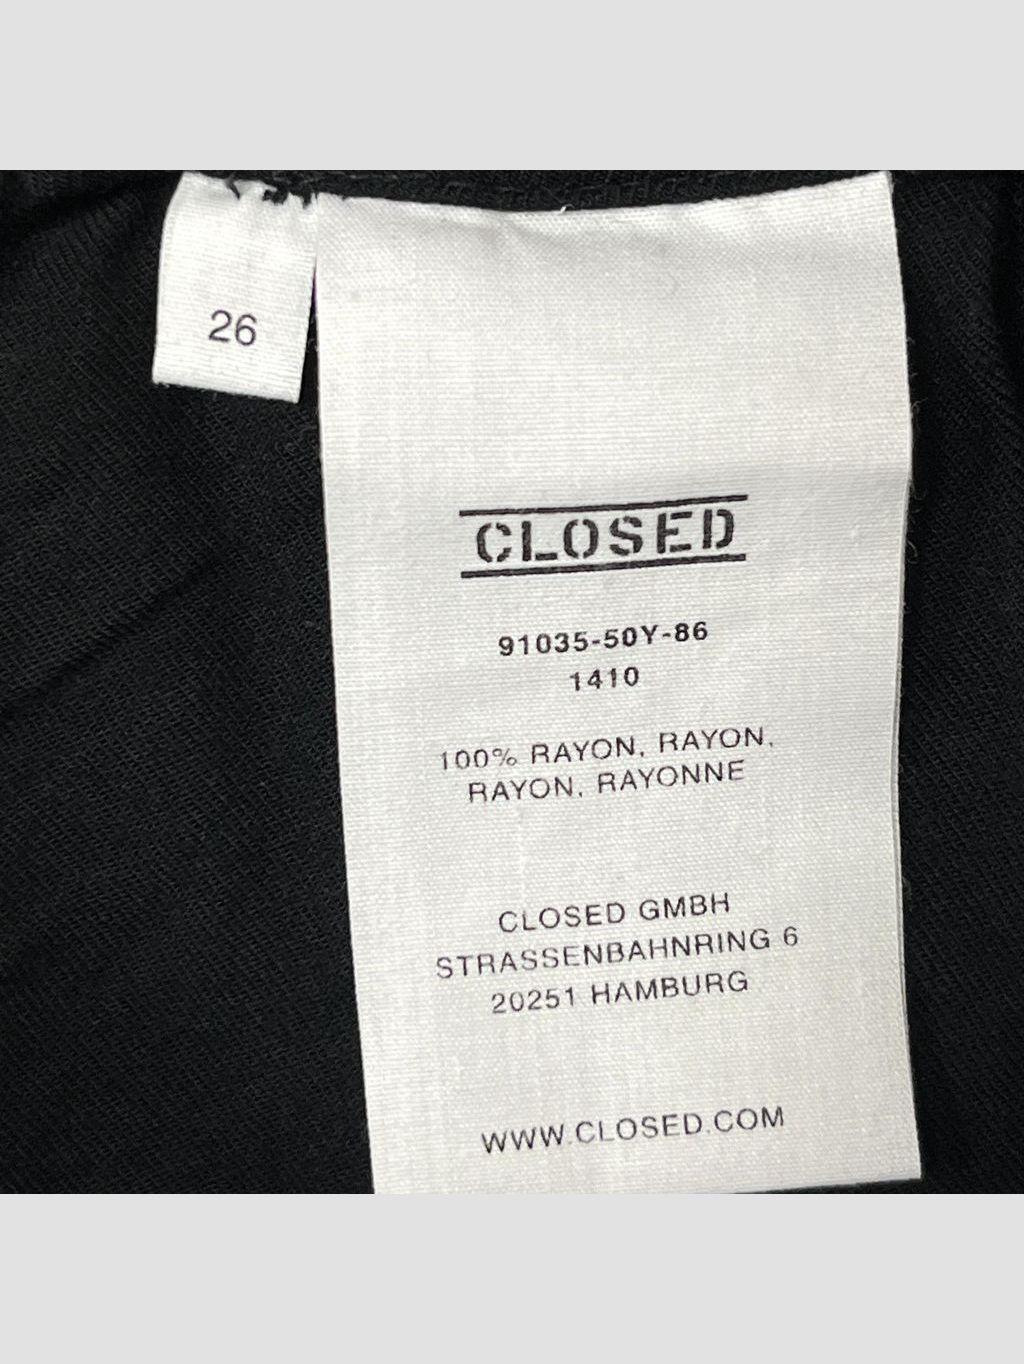 26
CLOSED
91035-50Y-86
1410
100% RAYON, RAYON,
RAYON, RAYONNE
CLOSED GMBH
STRASSENBAHNRING 6
20251 HAMBURG
WWW.CLOSED.COM